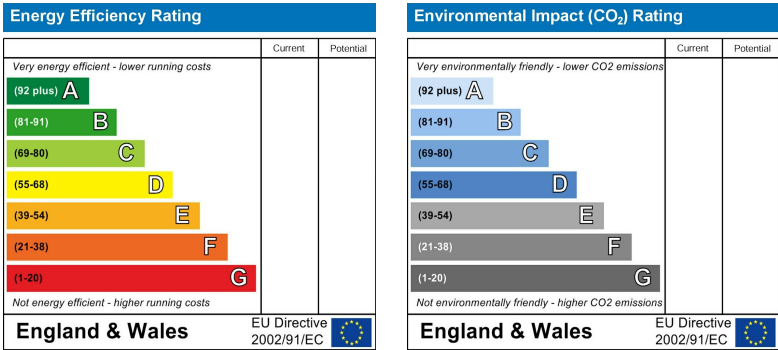 Energy Efficiency Rating
Current Potential
Very energy efficient - lower running costs
(92 plus) A
(81-91) B
(69-80) C
(55-68) D
(39-54) E
(21-38) F
(1-20) G
Not energy efficient - higher running costs
England & Wales
EU Directive
2002/91/EC
Environmental Impact (CO₂) Rating
Current Potential
Very environmentally friendly - lower CO2 emissions
(92 plus) A
(81-91) B
(69-80) C
(55-68) D
(39-54) E
(21-38) F
(1-20) G
Not environmentally friendly - higher CO2 emissions
England & Wales
EU Directive
2002/91/EC